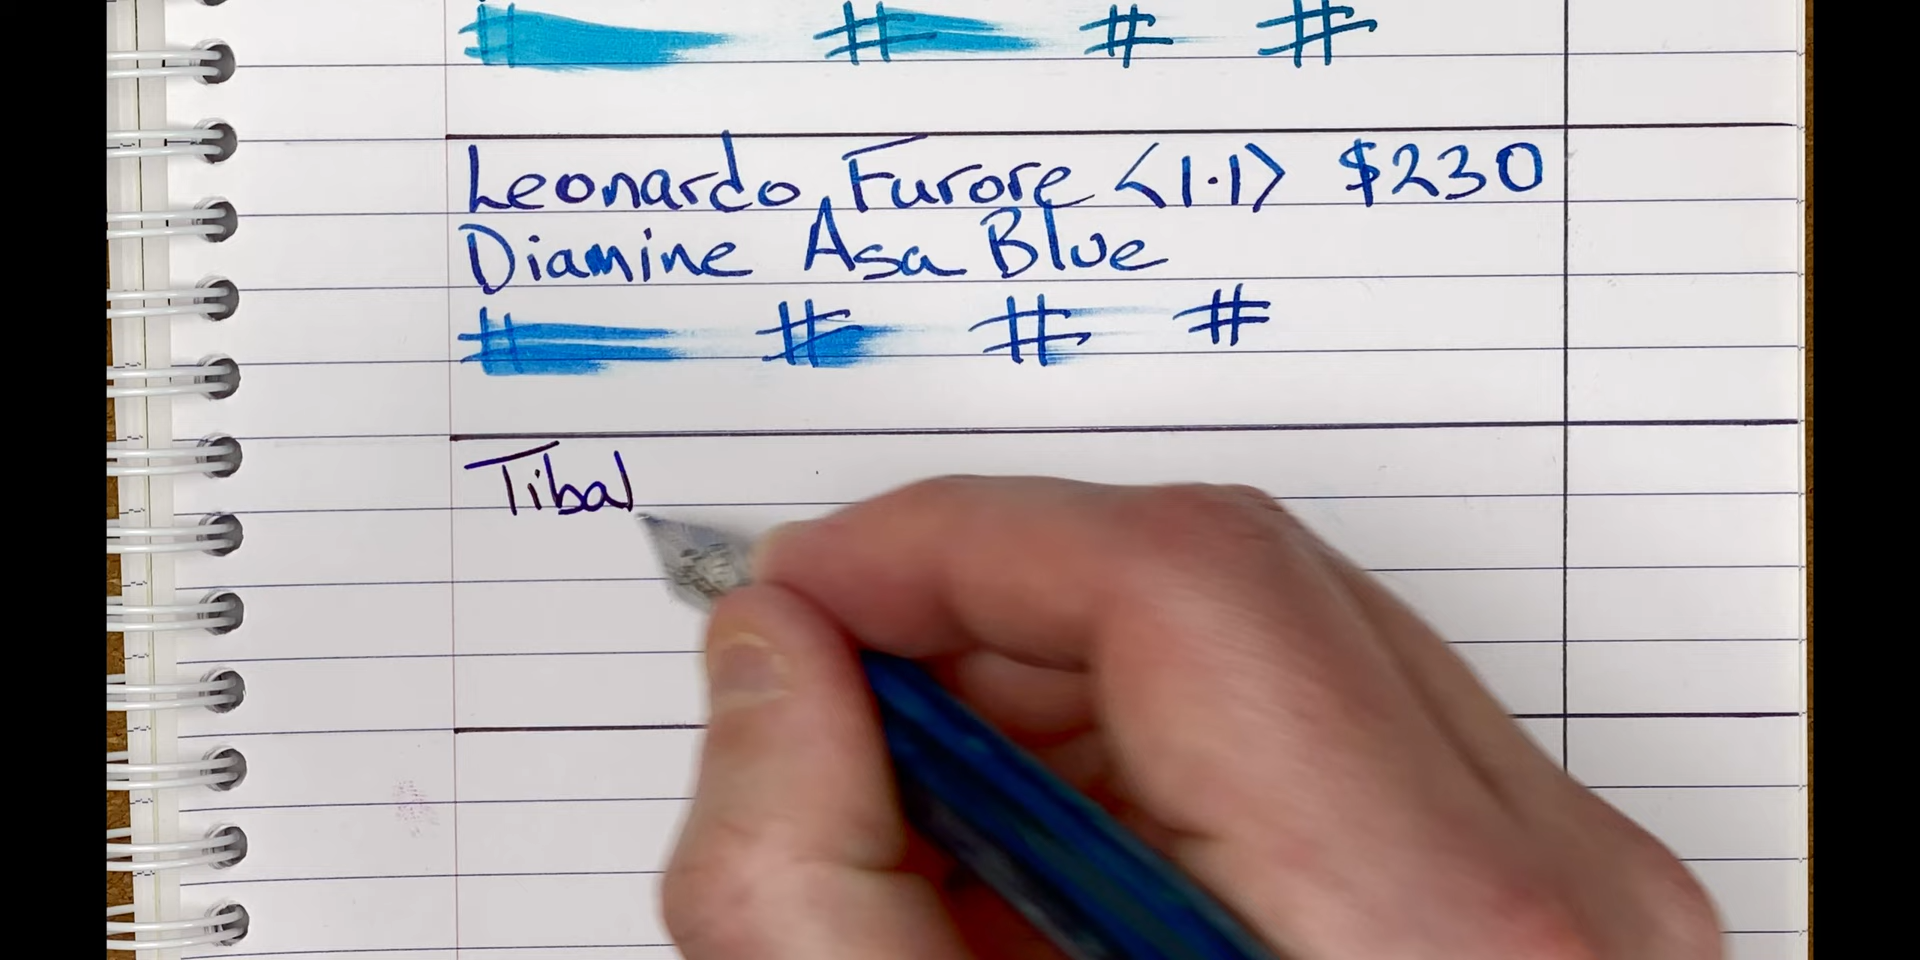 Leonardo Furore <1.1> $230
Diamine Asa Blue
# # # #
Tibal